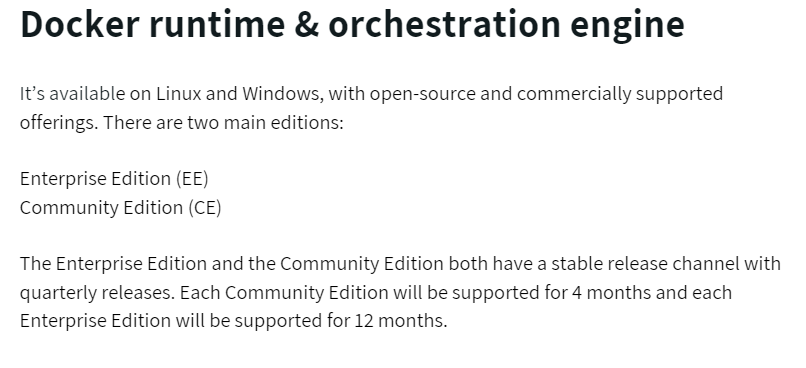 Docker runtime & orchestration engine
It’s available on Linux and Windows, with open-source and commercially supported
offerings. There are two main editions:
Enterprise Edition (EE)
Community Edition (CE)
The Enterprise Edition and the Community Edition both have a stable release channel with
quarterly releases. Each Community Edition will be supported for 4 months and each
Enterprise Edition will be supported for 12 months.